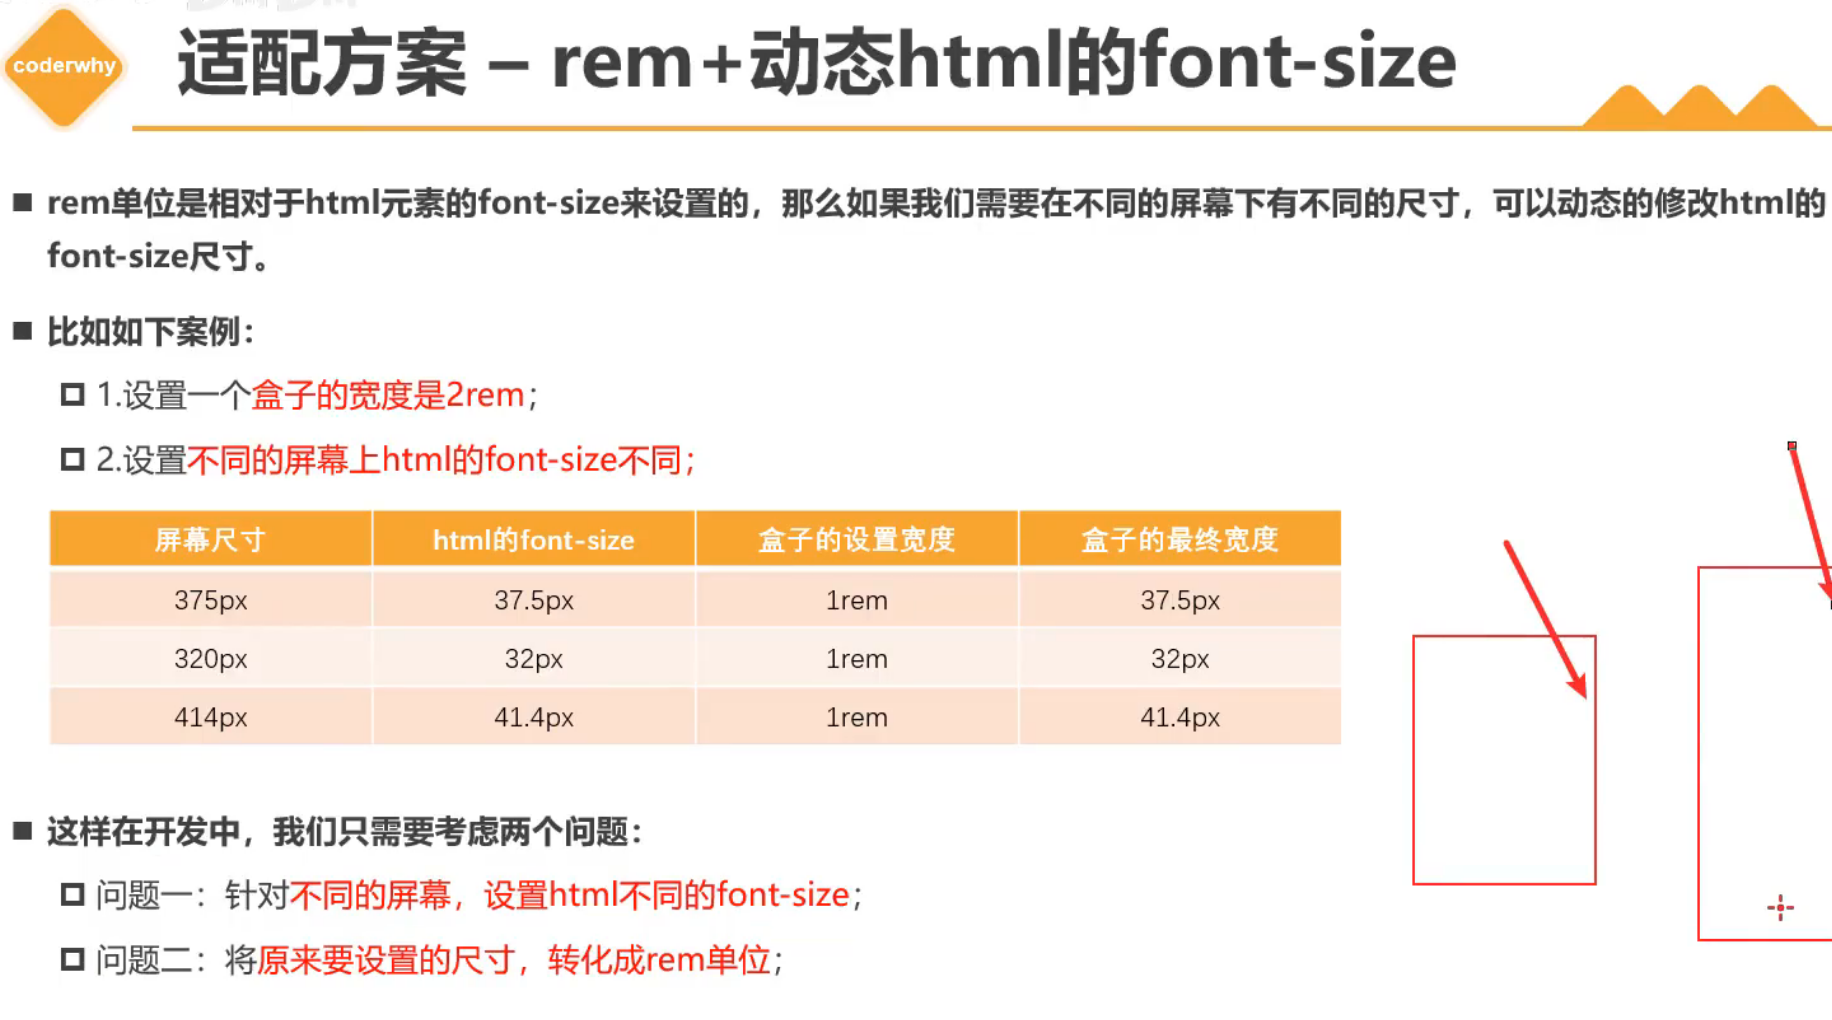 coderwhy
适配方案 – rem+动态html的font-size
rem单位是相对于html元素的font-size来设置的，那么如果我们需要在不同的屏幕下有不同的尺寸，可以动态的修改html的
font-size尺寸。
比如如下案例：
1.设置一个盒子的宽度是2rem；
2.设置不同的屏幕上html的font-size不同；
屏幕尺寸 html的font-size 盒子的设置宽度 盒子的最终宽度
375px 37.5px 1rem 37.5px
320px 32px 1rem 32px
414px 41.4px 1rem 41.4px
这样在开发中，我们只需要考虑两个问题：
问题一：针对不同的屏幕，设置html不同的font-size；
问题二：将原来要设置的尺寸，转化成rem单位；